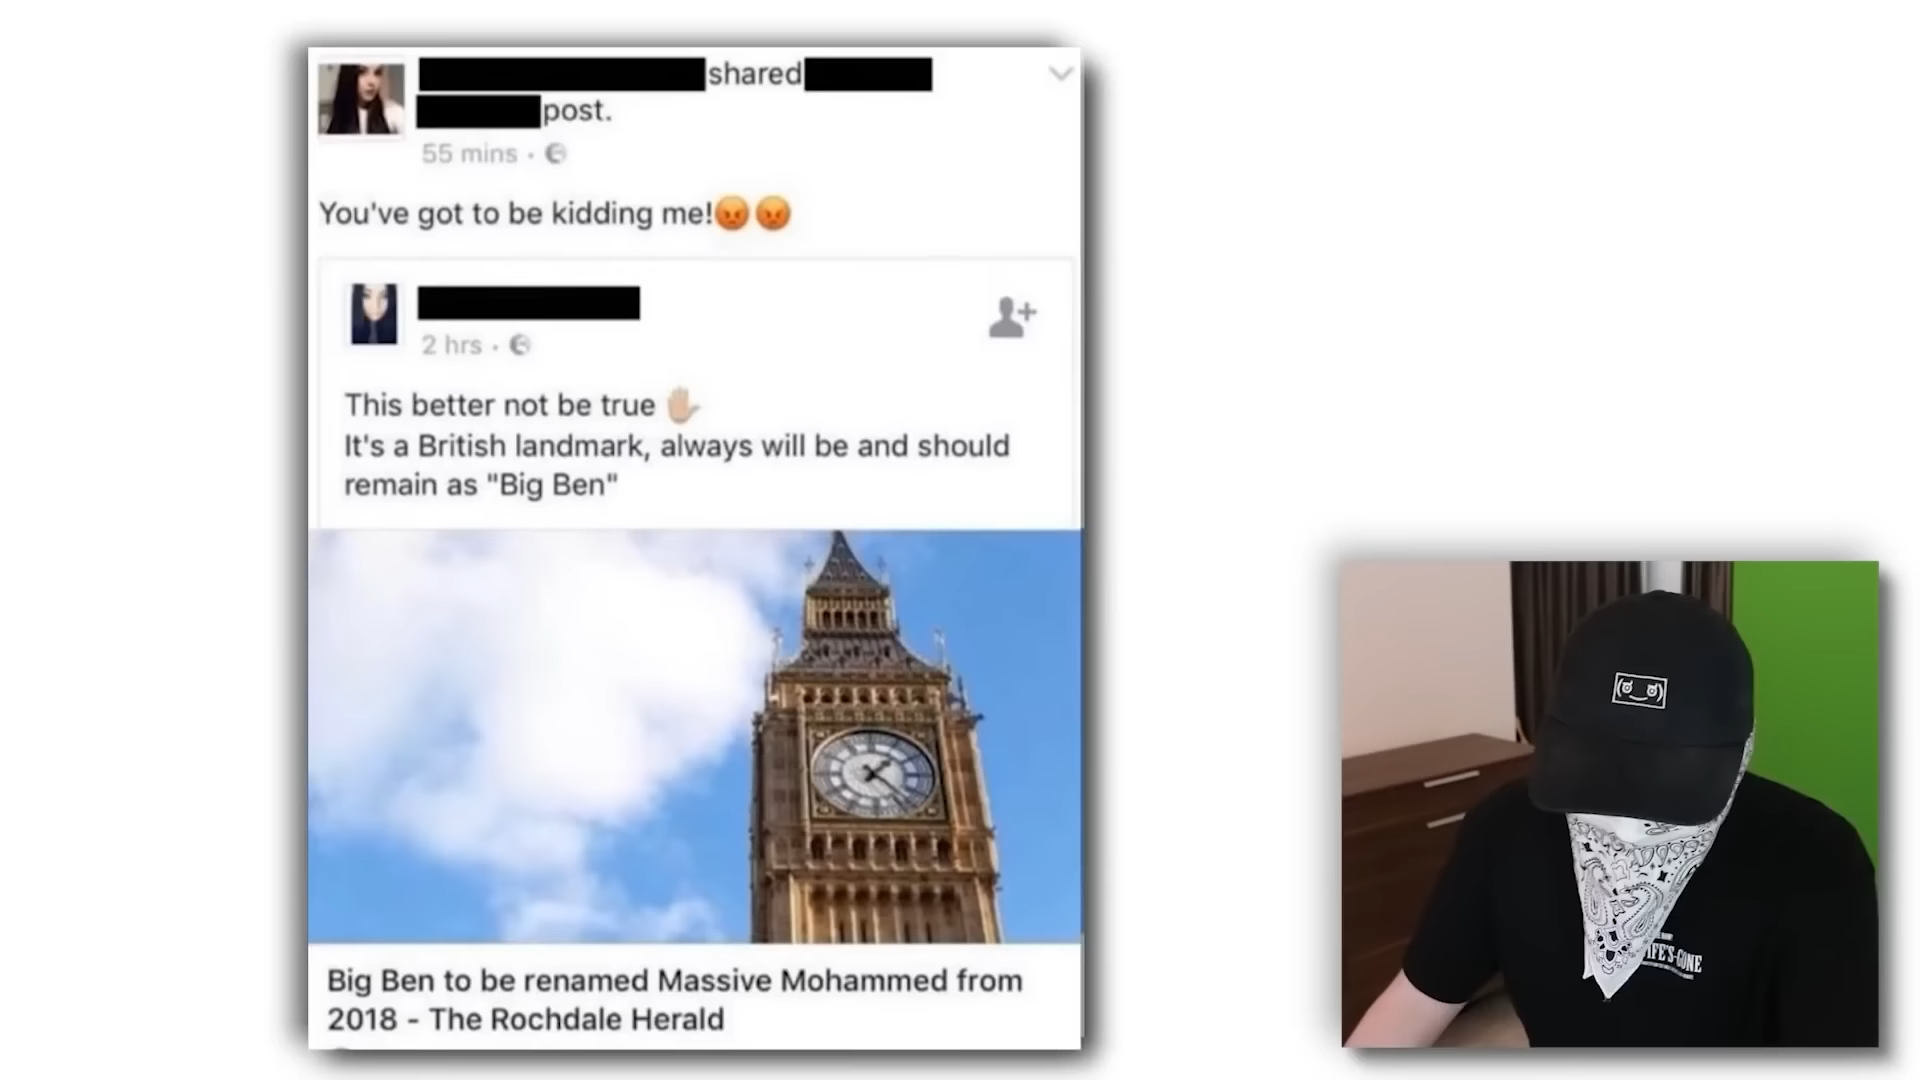 shared
post.
55 mins ·
You've got to be kidding me!😡😡
2 hrs ·
This better not be true ✋🏼
It's a British landmark, always will be and should
remain as "Big Ben"
Big Ben to be renamed Massive Mohammed from
2018 - The Rochdale Herald